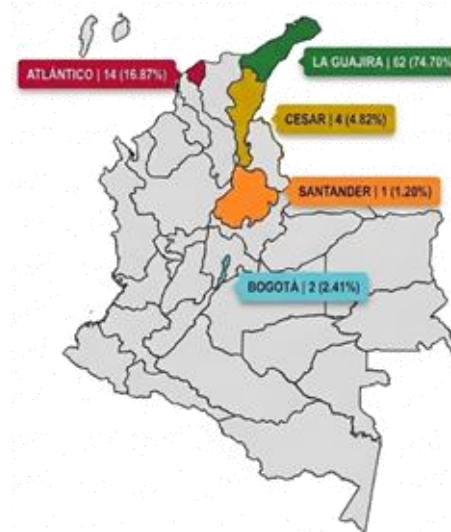 LA GUAJIRA | 62 (74.70%
ATLÁNTICO | 14 (16.87%)
CESAR | 4 (4.82%)
SANTANDER | 1 (1.20%)
BOGOTÁ | 2 (2.41%)